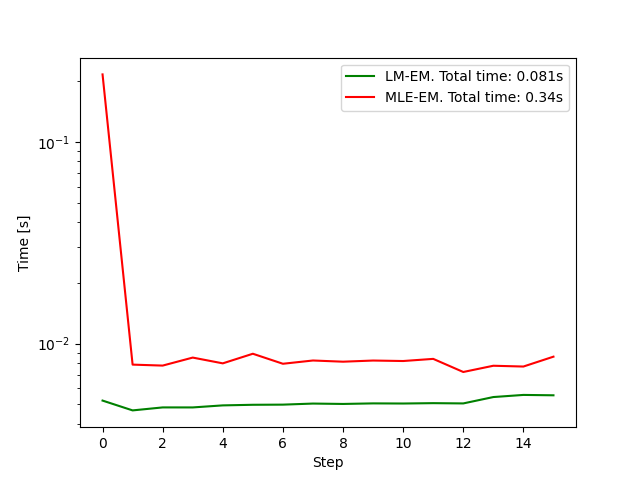 LM-EM. Total time: 0.081s
MLE-EM. Total time: 0.34s
10⁻¹
10⁻²
Time [s]
0 2 4 6 8 10 12 14
Step